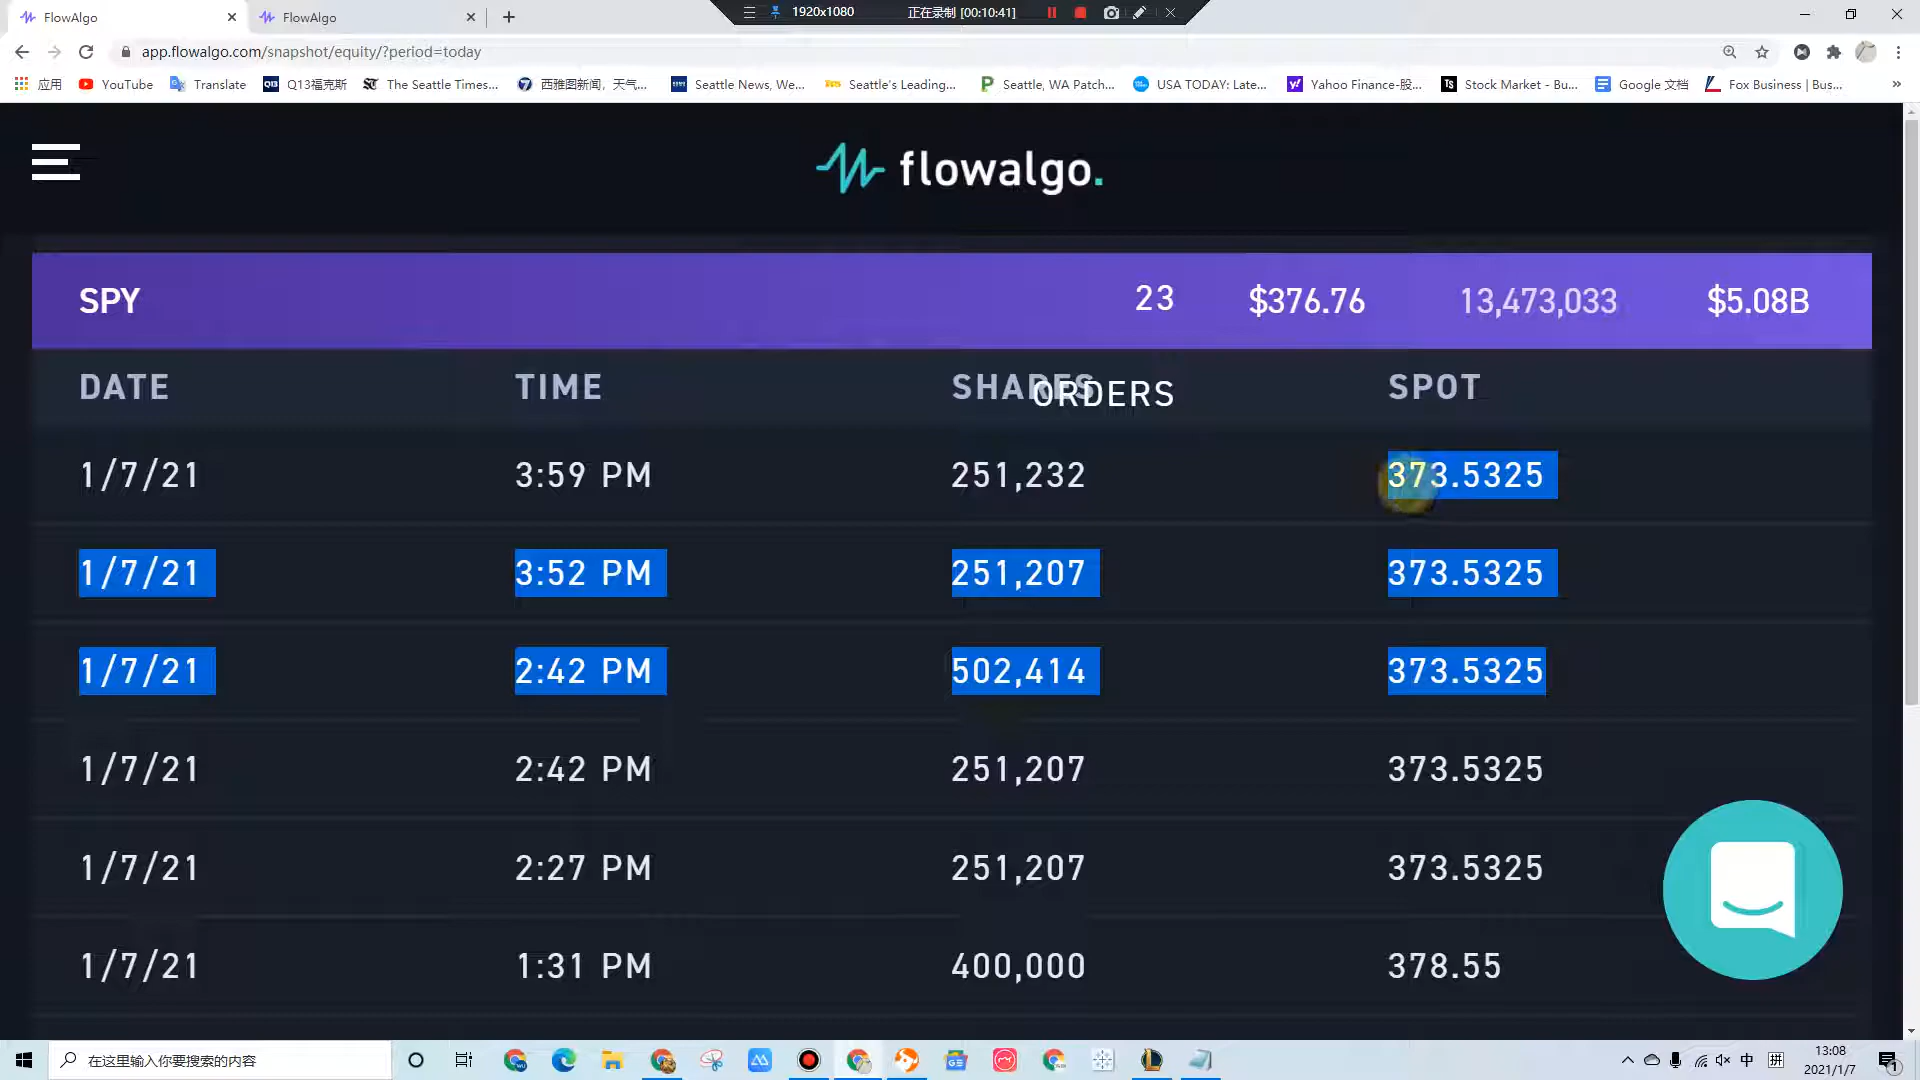 FlowAlgo
FlowAlgo
1920x1080
正在录制 [00:10:41]
app.flowalgo.com/snapshot/equity/?period=today
应用
YouTube
Translate
Q13福克斯
The Seattle Times...
西雅图新闻，天气...
Seattle News, We...
Seattle's Leading...
Seattle, WA Patch...
USA TODAY: Late...
Yahoo Finance-股...
Stock Market - Bu...
Google 文档
Fox Business | Bus...
flowalgo.
SPY 23 $376.76 13,473,033 $5.08B
DATE TIME SHARES SPOT
ORDERS
1/7/21 3:59 PM 251,232 373.5325
1/7/21 3:52 PM 251,207 373.5325
1/7/21 2:42 PM 502,414 373.5325
1/7/21 2:42 PM 251,207 373.5325
1/7/21 2:27 PM 251,207 373.5325
1/7/21 1:31 PM 400,000 378.55
在这里输入你要搜索的内容
中
拼
13:08
2021/1/7